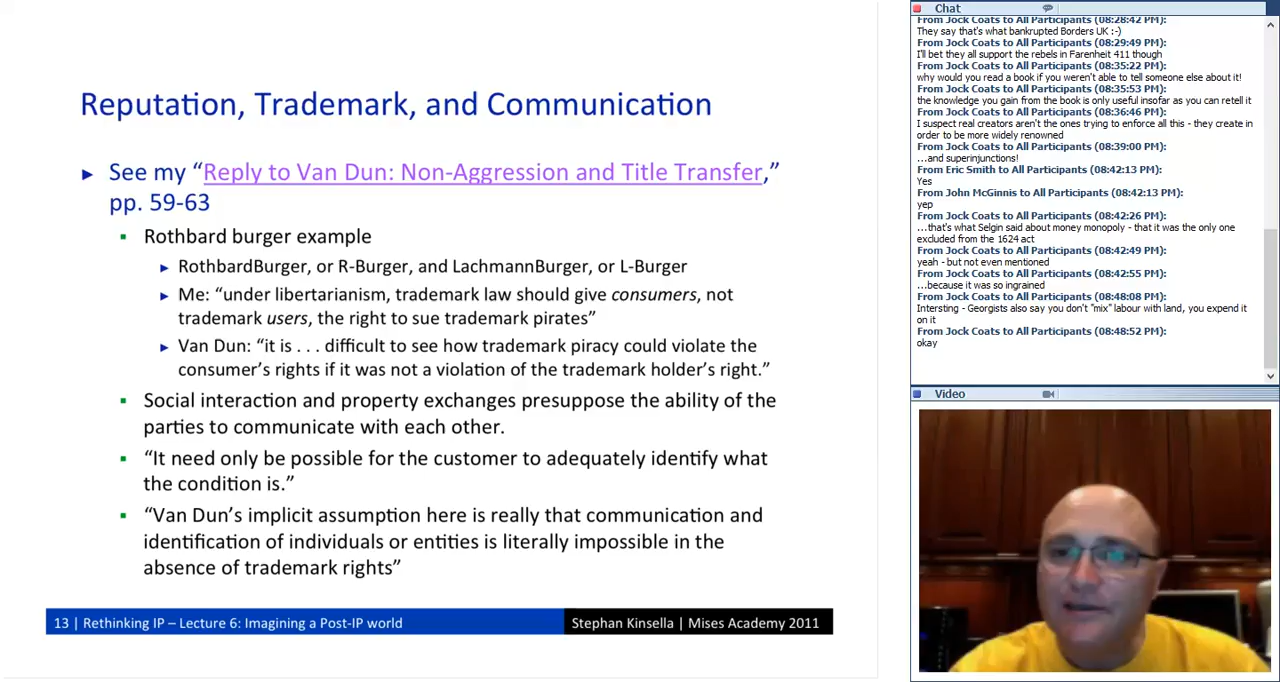 Reputation, Trademark, and Communication
► See my “Reply to Van Dun: Non-Aggression and Title Transfer,”
pp. 59-63
▪ Rothbard burger example
► RothbardBurger, or R-Burger, and LachmannBurger, or L-Burger
► Me: “under libertarianism, trademark law should give consumers, not
trademark users, the right to sue trademark pirates”
► Van Dun: “it is . . . difficult to see how trademark piracy could violate the
consumer’s rights if it was not a violation of the trademark holder’s right.”
▪ Social interaction and property exchanges presuppose the ability of the
parties to communicate with each other.
▪ “It need only be possible for the customer to adequately identify what
the condition is.”
▪ “Van Dun’s implicit assumption here is really that communication and
identification of individuals or entities is literally impossible in the
absence of trademark rights”
13 | Rethinking IP – Lecture 6: Imagining a Post-IP world
Stephan Kinsella | Mises Academy 2011
Chat
From Jock Coats to All Participants (08:28:42 PM):
They say that's what bankrupted Borders UK :-)
From Jock Coats to All Participants (08:29:49 PM):
I'll bet they all support the rebels in Farenheit 411 though
From Jock Coats to All Participants (08:35:22 PM):
why would you read a book if you weren't able to tell someone else about it!
From Jock Coats to All Participants (08:35:53 PM):
the knowledge you gain from the book is only useful insofar as you can retell it
From Jock Coats to All Participants (08:36:46 PM):
I suspect real creators aren't the ones trying to enforce all this - they create in
order to be more widely renowned
From Jock Coats to All Participants (08:39:00 PM):
...and superinjunctions!
From Eric Smith to All Participants (08:42:13 PM):
Yes
From John McGinnis to All Participants (08:42:13 PM):
yep
From Jock Coats to All Participants (08:42:26 PM):
...that's what Selgin said about money monopoly - that it was the only one
excluded from the 1624 act
From Jock Coats to All Participants (08:42:49 PM):
yeah - but not even mentioned
From Jock Coats to All Participants (08:42:55 PM):
...because it was so ingrained
From Jock Coats to All Participants (08:48:08 PM):
Intersting - Georgists also say you don't "mix" labour with land, you expend it
on it
From Jock Coats to All Participants (08:48:52 PM):
okay
Video